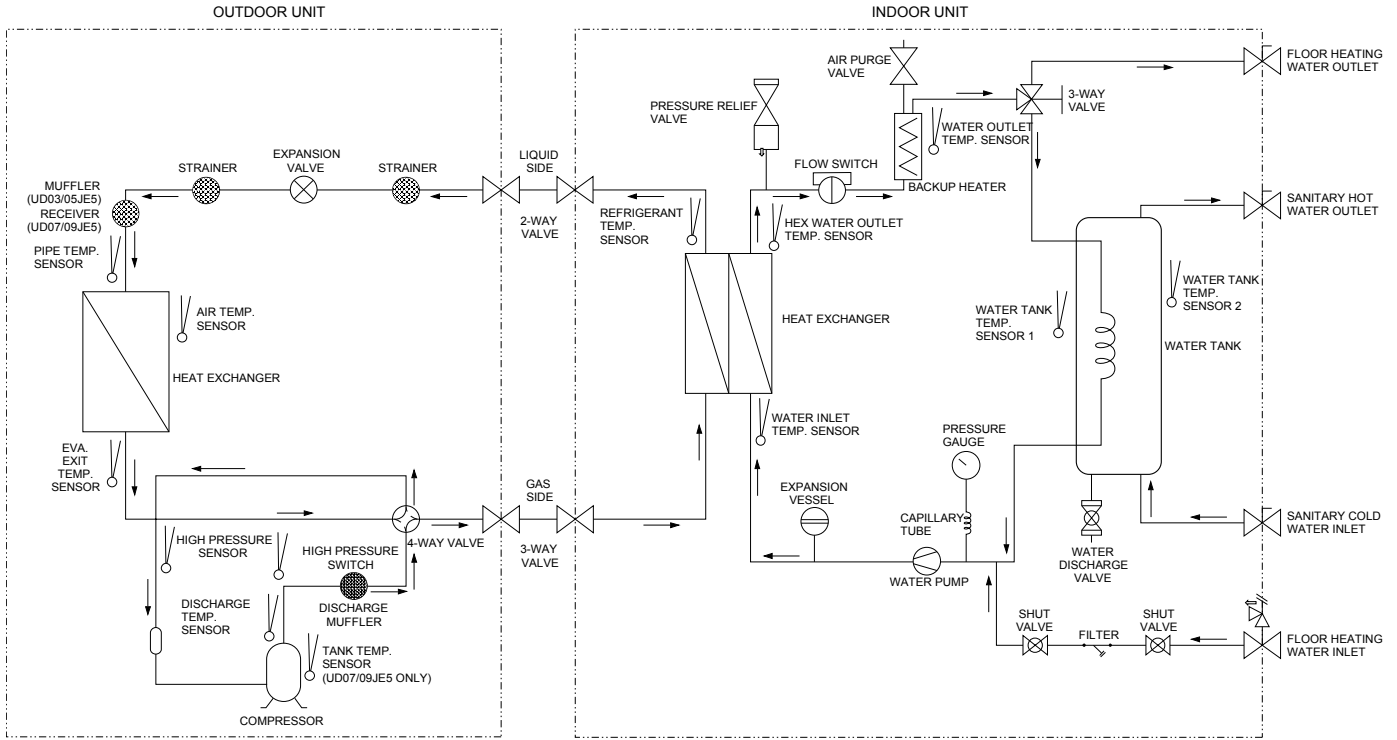 OUTDOOR UNIT
INDOOR UNIT
STRAINER
EXPANSION
VALVE
STRAINER
LIQUID
SIDE
2-WAY
VALVE
MUFFLER
(UD03/05JE5)
RECEIVER
(UD07/09JE5)
PIPE TEMP.
SENSOR
AIR TEMP.
SENSOR
HEAT EXCHANGER
EVA.
EXIT
TEMP.
SENSOR
HIGH PRESSURE
SENSOR
HIGH PRESSURE
SWITCH
4-WAY VALVE
GAS
SIDE
3-WAY
VALVE
DISCHARGE
TEMP.
SENSOR
DISCHARGE
MUFFLER
TANK TEMP.
SENSOR
(UD07/09JE5 ONLY)
COMPRESSOR
PRESSURE RELIEF
VALVE
AIR PURGE
VALVE
FLOW SWITCH
WATER OUTLET
TEMP. SENSOR
BACKUP HEATER
3-WAY
VALVE
REFRIGERANT
TEMP.
SENSOR
HEX WATER OUTLET
TEMP. SENSOR
HEAT EXCHANGER
WATER INLET
TEMP. SENSOR
WATER TANK
TEMP.
SENSOR 1
WATER TANK
TEMP.
SENSOR 2
WATER TANK
PRESSURE
GAUGE
EXPANSION
VESSEL
CAPILLARY
TUBE
WATER PUMP
WATER
DISCHARGE
VALVE
SHUT
VALVE
FILTER
SHUT
VALVE
FLOOR HEATING
WATER OUTLET
SANITARY HOT
WATER OUTLET
SANITARY COLD
WATER INLET
FLOOR HEATING
WATER INLET